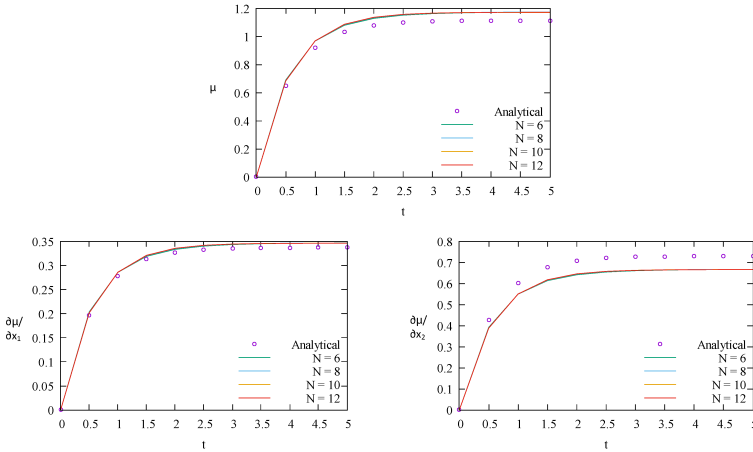 1.2
1
0.8
0.6
0.4
0.2
0
μ
Analytical
N = 6
N = 8
N = 10
N = 12
0 0.5 1 1.5 2 2.5 3 3.5 4 4.5 5
t
0.35
0.3
0.25
0.2
0.15
0.1
0.05
0
∂μ/
∂x₁
Analytical
N = 6
N = 8
N = 10
N = 12
0 0.5 1 1.5 2 2.5 3 3.5 4 4.5 5
t
0.8
0.7
0.6
0.5
0.4
0.3
0.2
0.1
0
∂μ/
∂x₂
Analytical
N = 6
N = 8
N = 10
N = 12
0 0.5 1 1.5 2 2.5 3 3.5 4 4.5 5
t